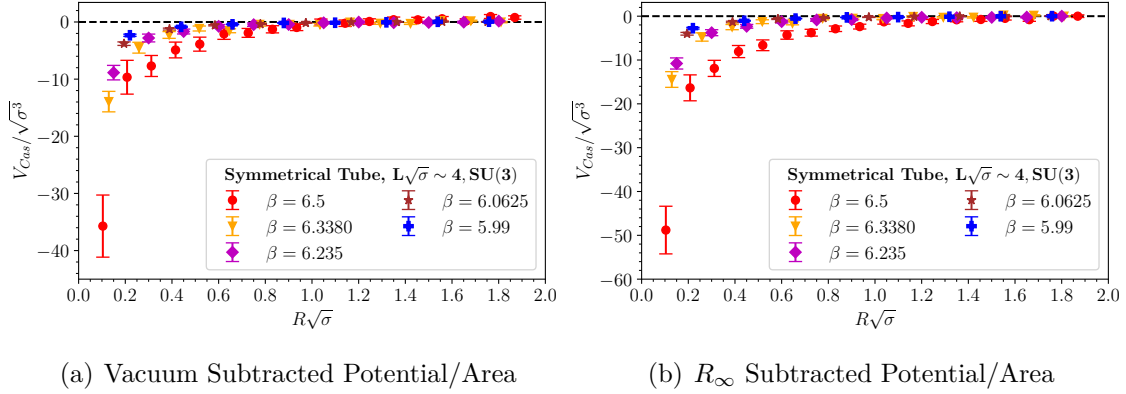 0
−10
−20
−30
−40
V_{Cas}/√σ³
0.0 0.2 0.4 0.6 0.8 1.0 1.2 1.4 1.6 1.8 2.0
R√σ
Symmetrical Tube, L√σ ∼ 4, SU(3)
β = 6.5
β = 6.3380
β = 6.235
β = 6.0625
β = 5.99
(a) Vacuum Subtracted Potential/Area
0
−10
−20
−30
−40
−50
−60
V_{Cas}/√σ³
0.0 0.2 0.4 0.6 0.8 1.0 1.2 1.4 1.6 1.8 2.0
R√σ
Symmetrical Tube, L√σ ∼ 4, SU(3)
β = 6.5
β = 6.3380
β = 6.235
β = 6.0625
β = 5.99
(b) R_∞ Subtracted Potential/Area